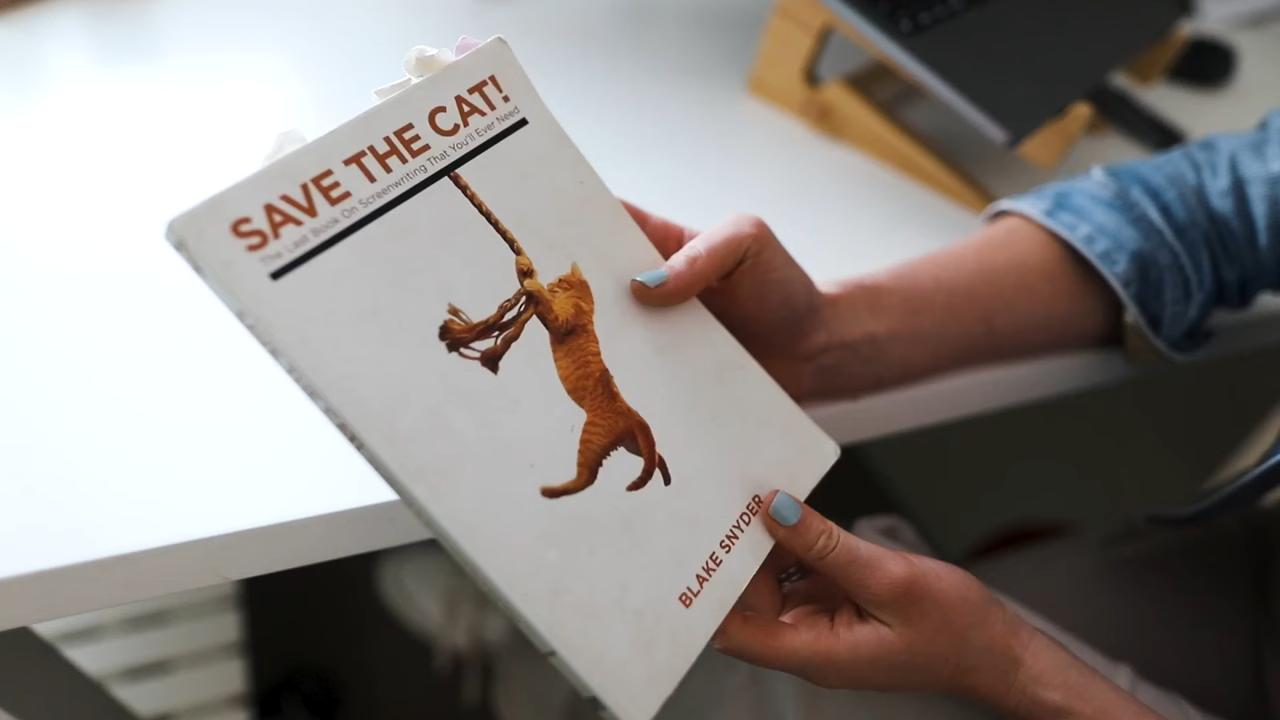 SAVE THE CAT!
The Last Book On Screenwriting That You'll Ever Need
BLAKE SNYDER